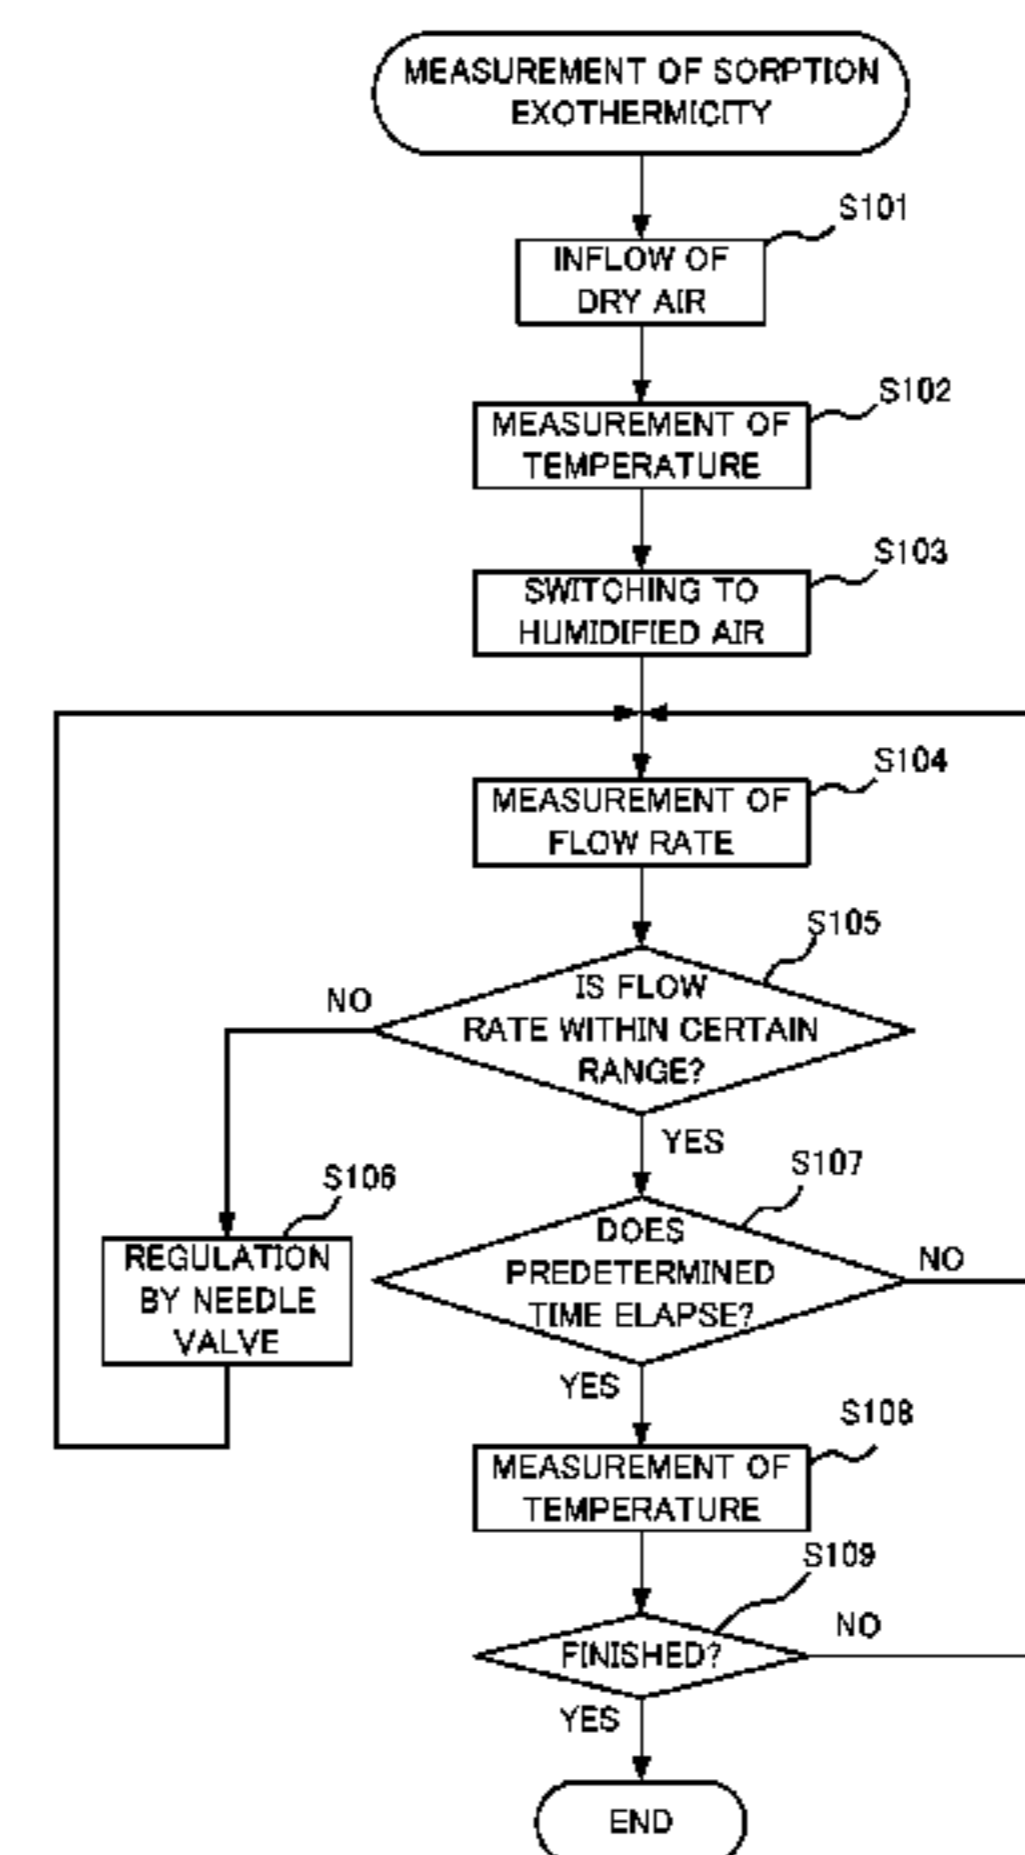 MEASUREMENT OF SORPTION
EXOTHERMICITY
S101
INFLOW OF
DRY AIR
S102
MEASUREMENT OF
TEMPERATURE
S103
SWITCHING TO
HUMIDIFIED AIR
S104
MEASUREMENT OF
FLOW RATE
S105
IS FLOW
RATE WITHIN CERTAIN
RANGE?
NO
YES
S106
REGULATION
BY NEEDLE
VALVE
S107
DOES
PREDETERMINED
TIME ELAPSE?
NO
YES
S108
MEASUREMENT OF
TEMPERATURE
S109
FINISHED?
NO
YES
END